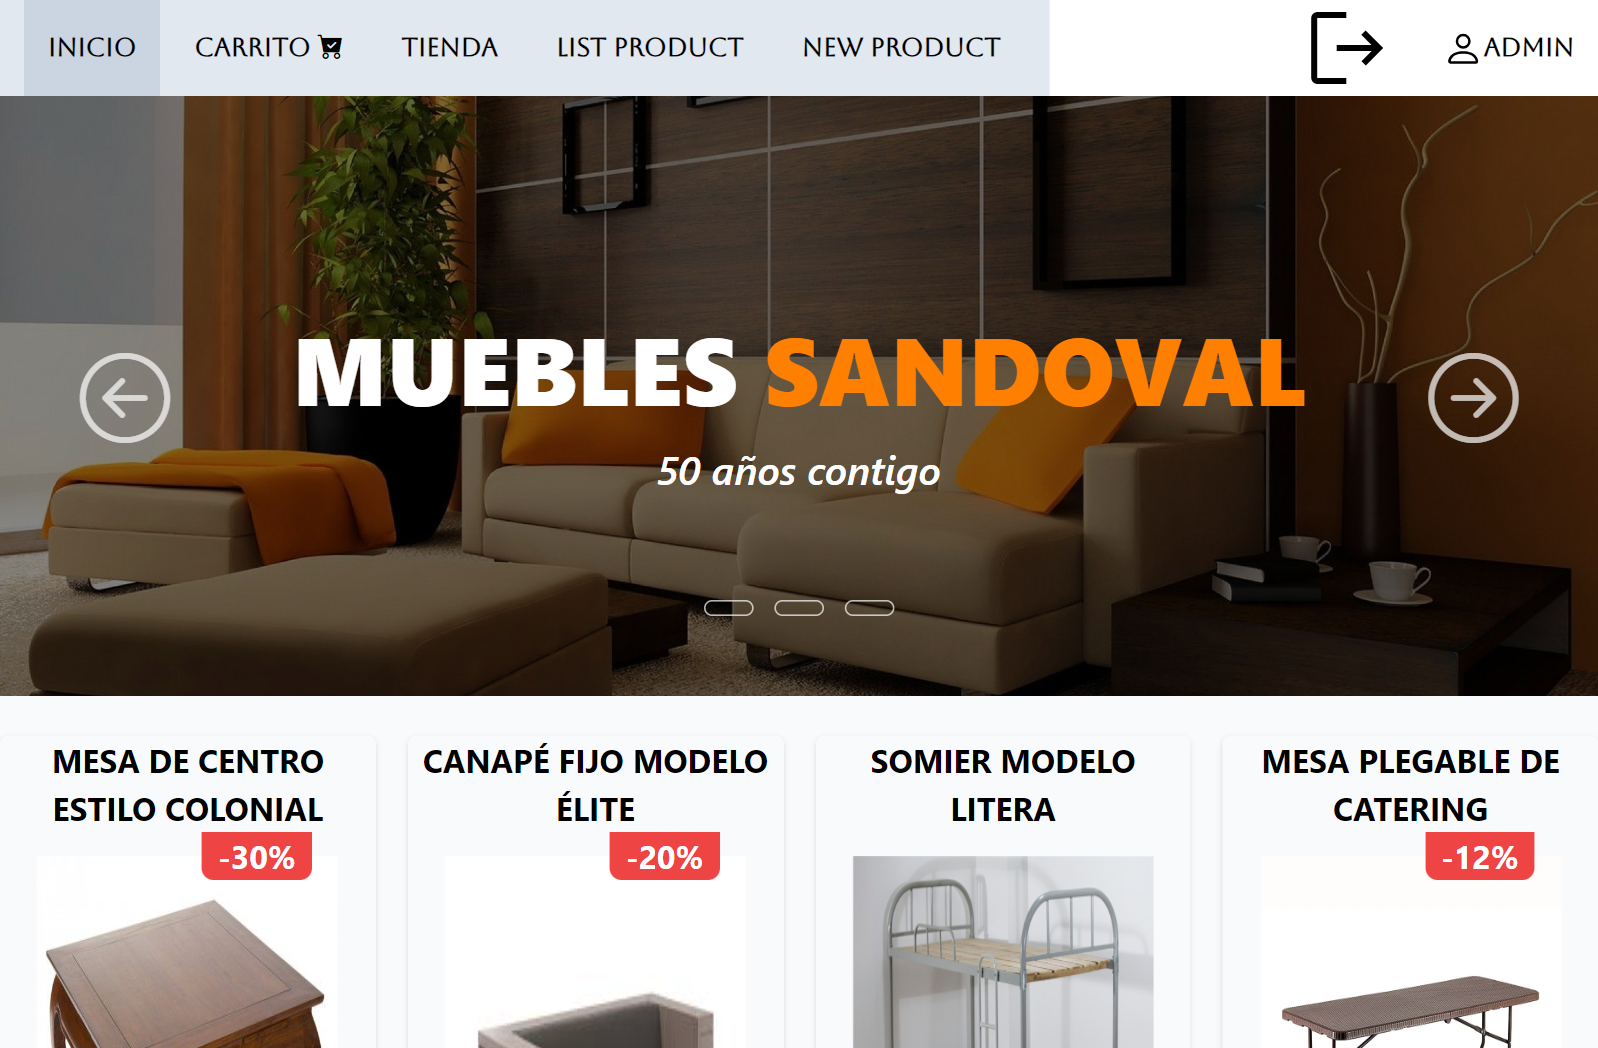 INICIO
CARRITO
TIENDA
LIST PRODUCT
NEW PRODUCT
ADMIN
MUEBLES SANDOVAL
50 años contigo
MESA DE CENTRO
ESTILO COLONIAL
-30%
CANAPÉ FIJO MODELO
ÉLITE
-20%
SOMIER MODELO
LITERA
MESA PLEGABLE DE
CATERING
-12%